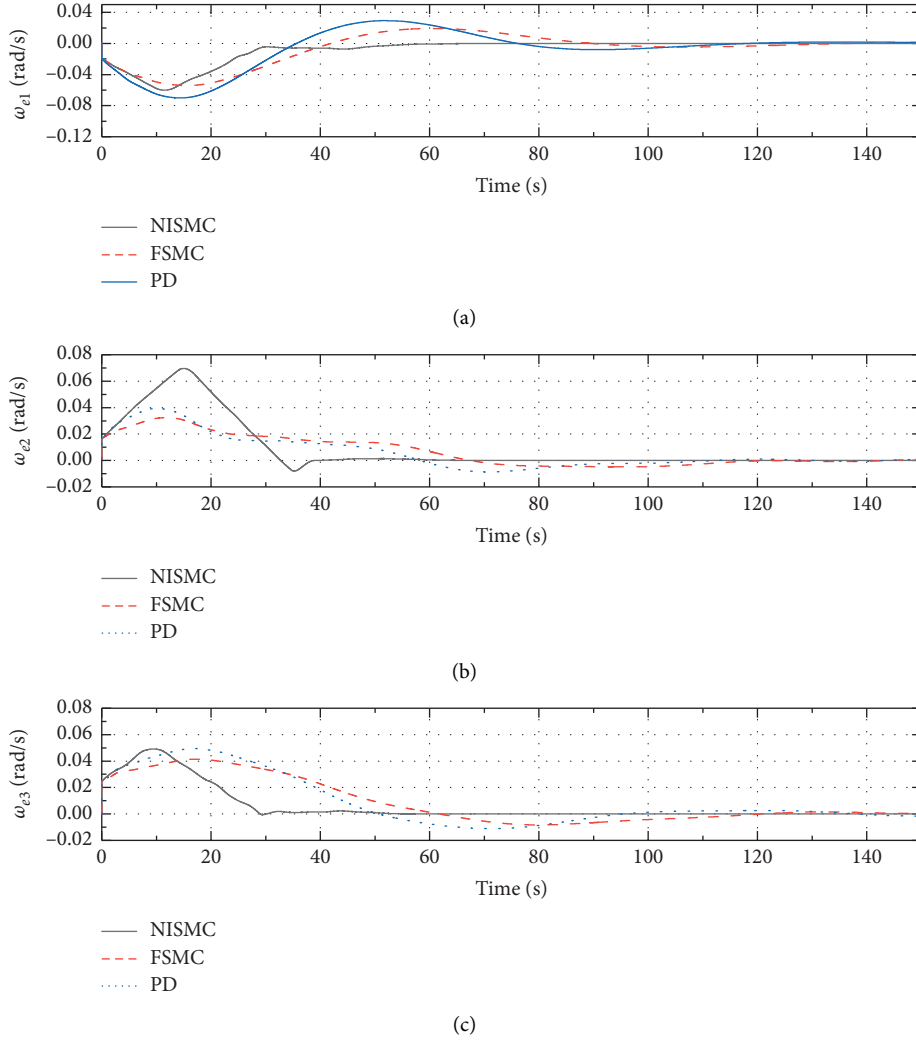 0.04
0.00
−0.04
−0.08
−0.12
ωe1 (rad/s)
0 20 40 60 80 100 120 140
Time (s)
NISMC
FSMC
PD
(a)
0.08
0.06
0.04
0.02
0.00
−0.02
ωe2 (rad/s)
0 20 40 60 80 100 120 140
Time (s)
NISMC
FSMC
PD
(b)
0.08
0.06
0.04
0.02
0.00
−0.02
ωe3 (rad/s)
0 20 40 60 80 100 120 140
Time (s)
NISMC
FSMC
PD
(c)